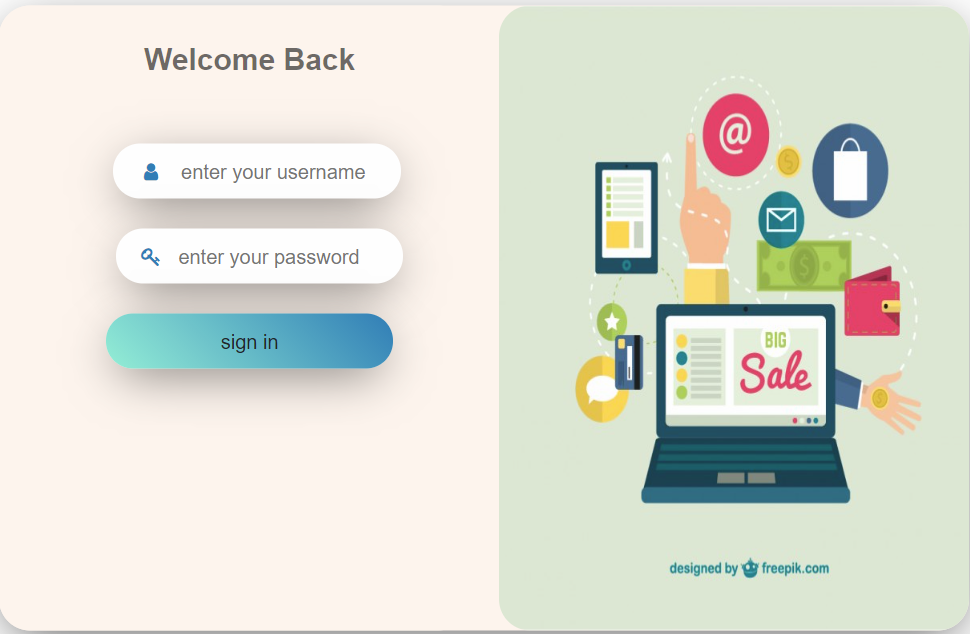 Welcome Back
enter your username
enter your password
sign in
@
$
$
BIG
Sale
$
designed by freepik.com